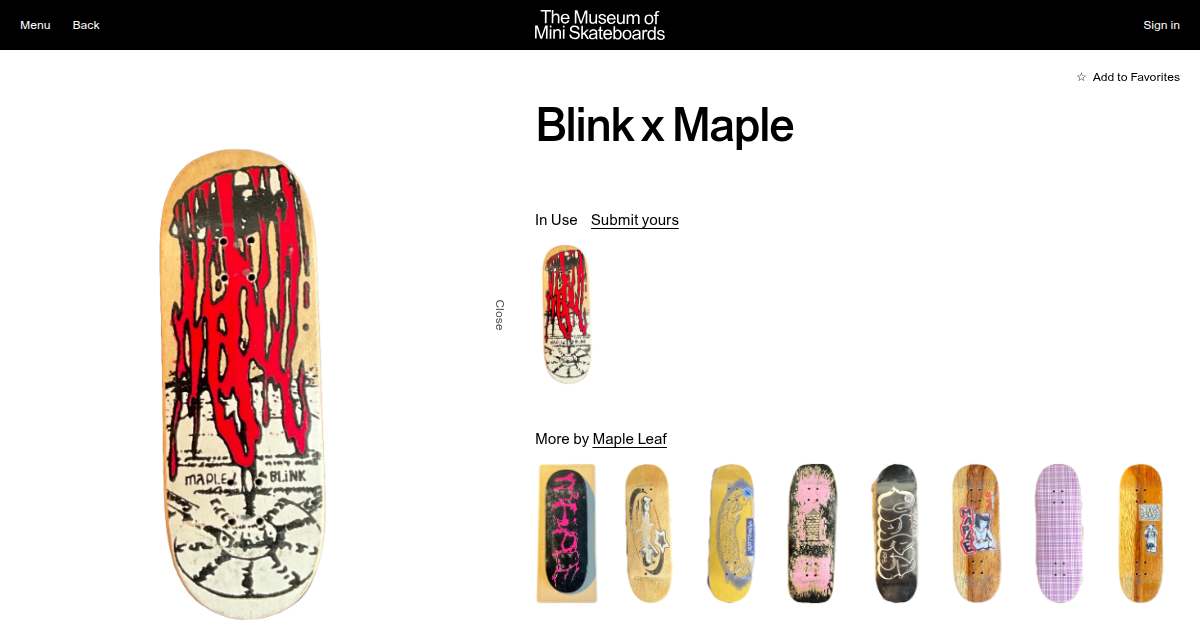 Menu
Back
The Museum of
Mini Skateboards
Sign in
☆ Add to Favorites
Blink x Maple
In Use
Submit yours
Close
MAPLE/
BLiNK
More by Maple Leaf